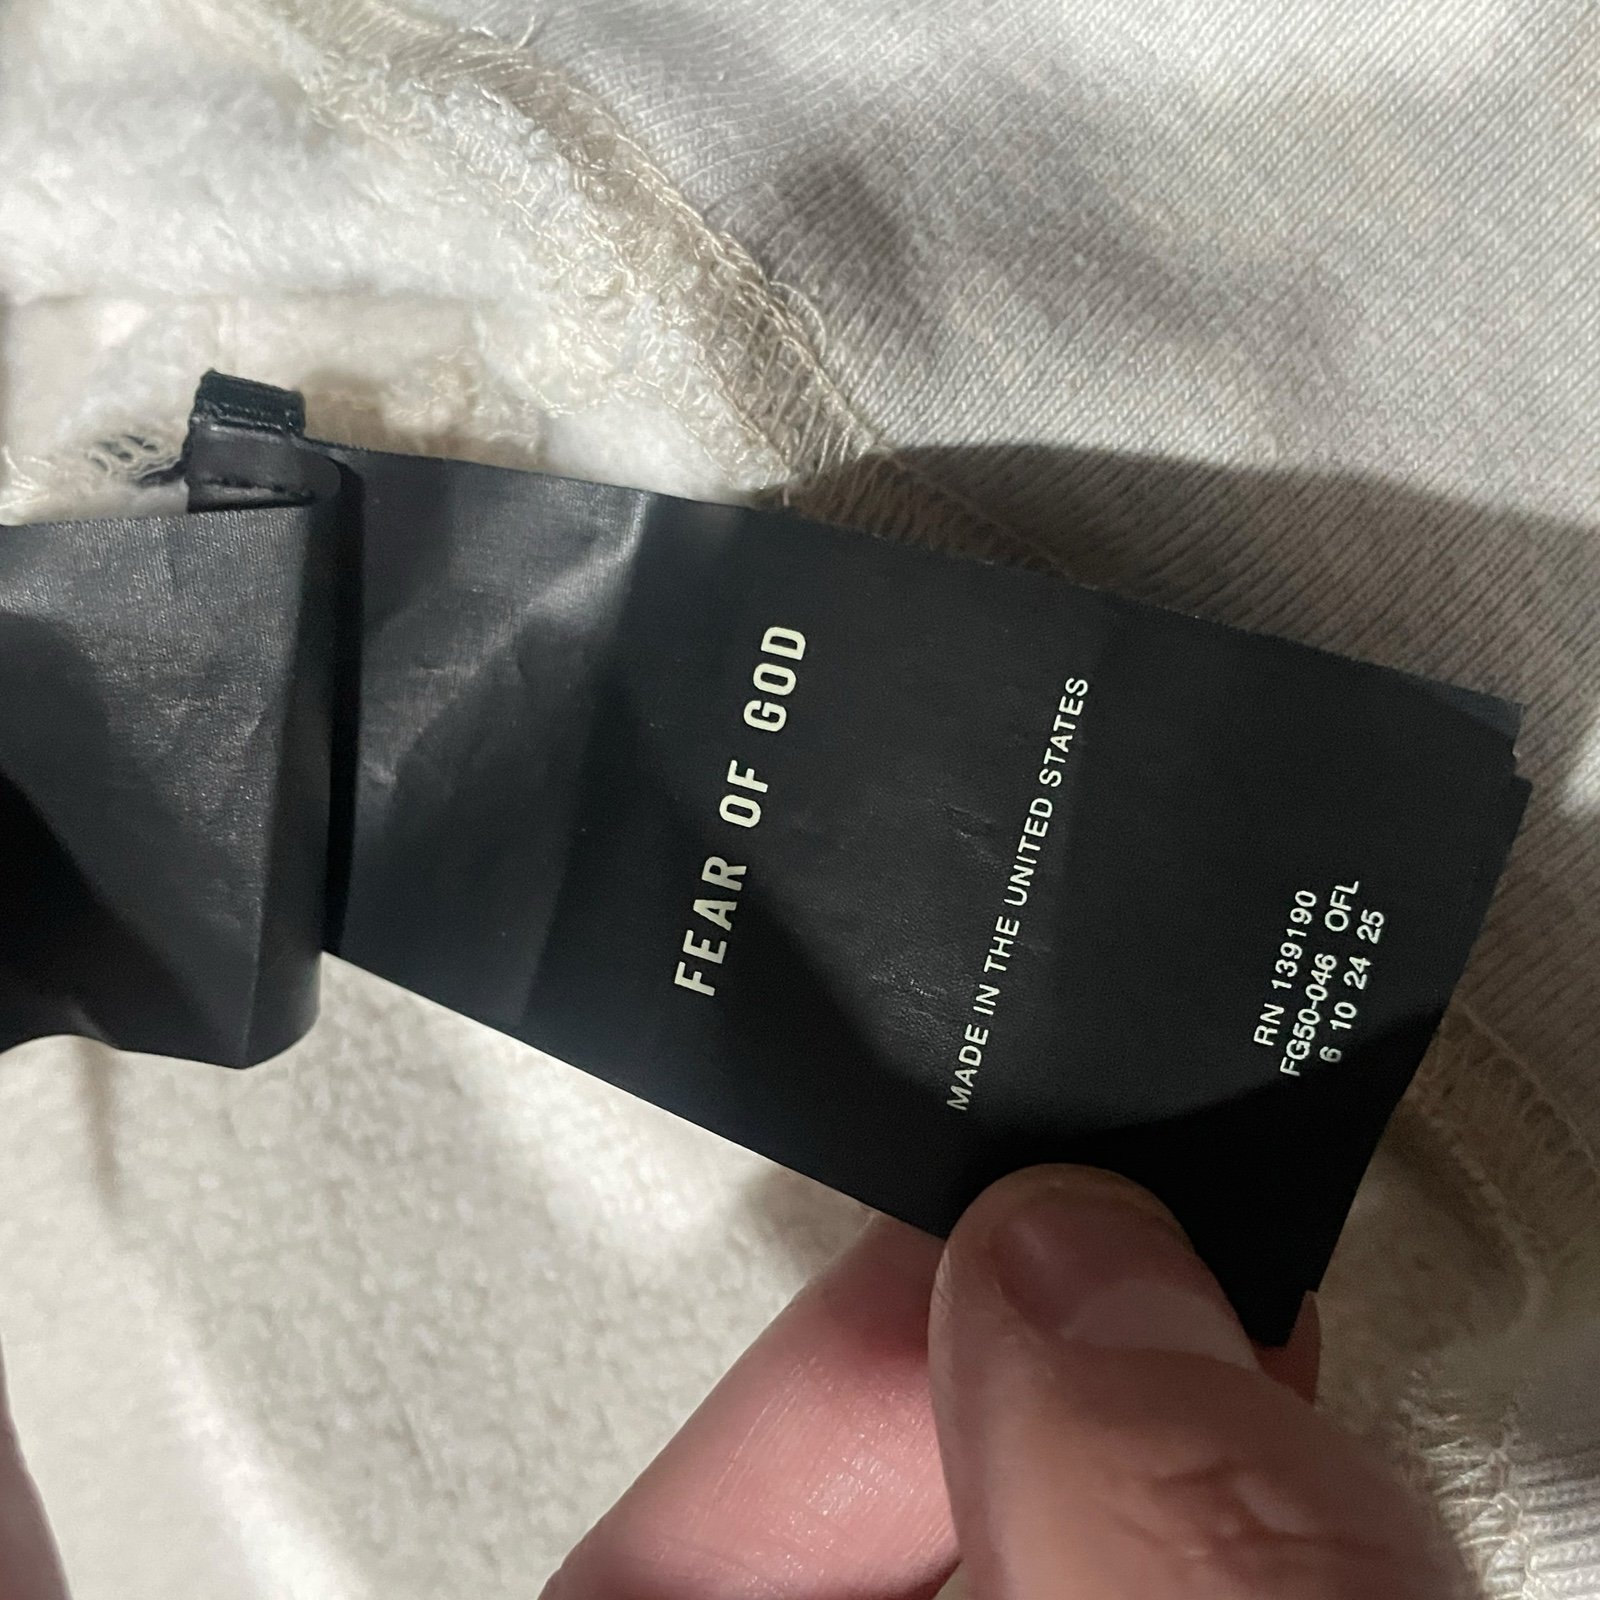 FEAR OF GOD
MADE IN THE UNITED STATES
RN 139190
FG50-046 OFL
6 10 24 25